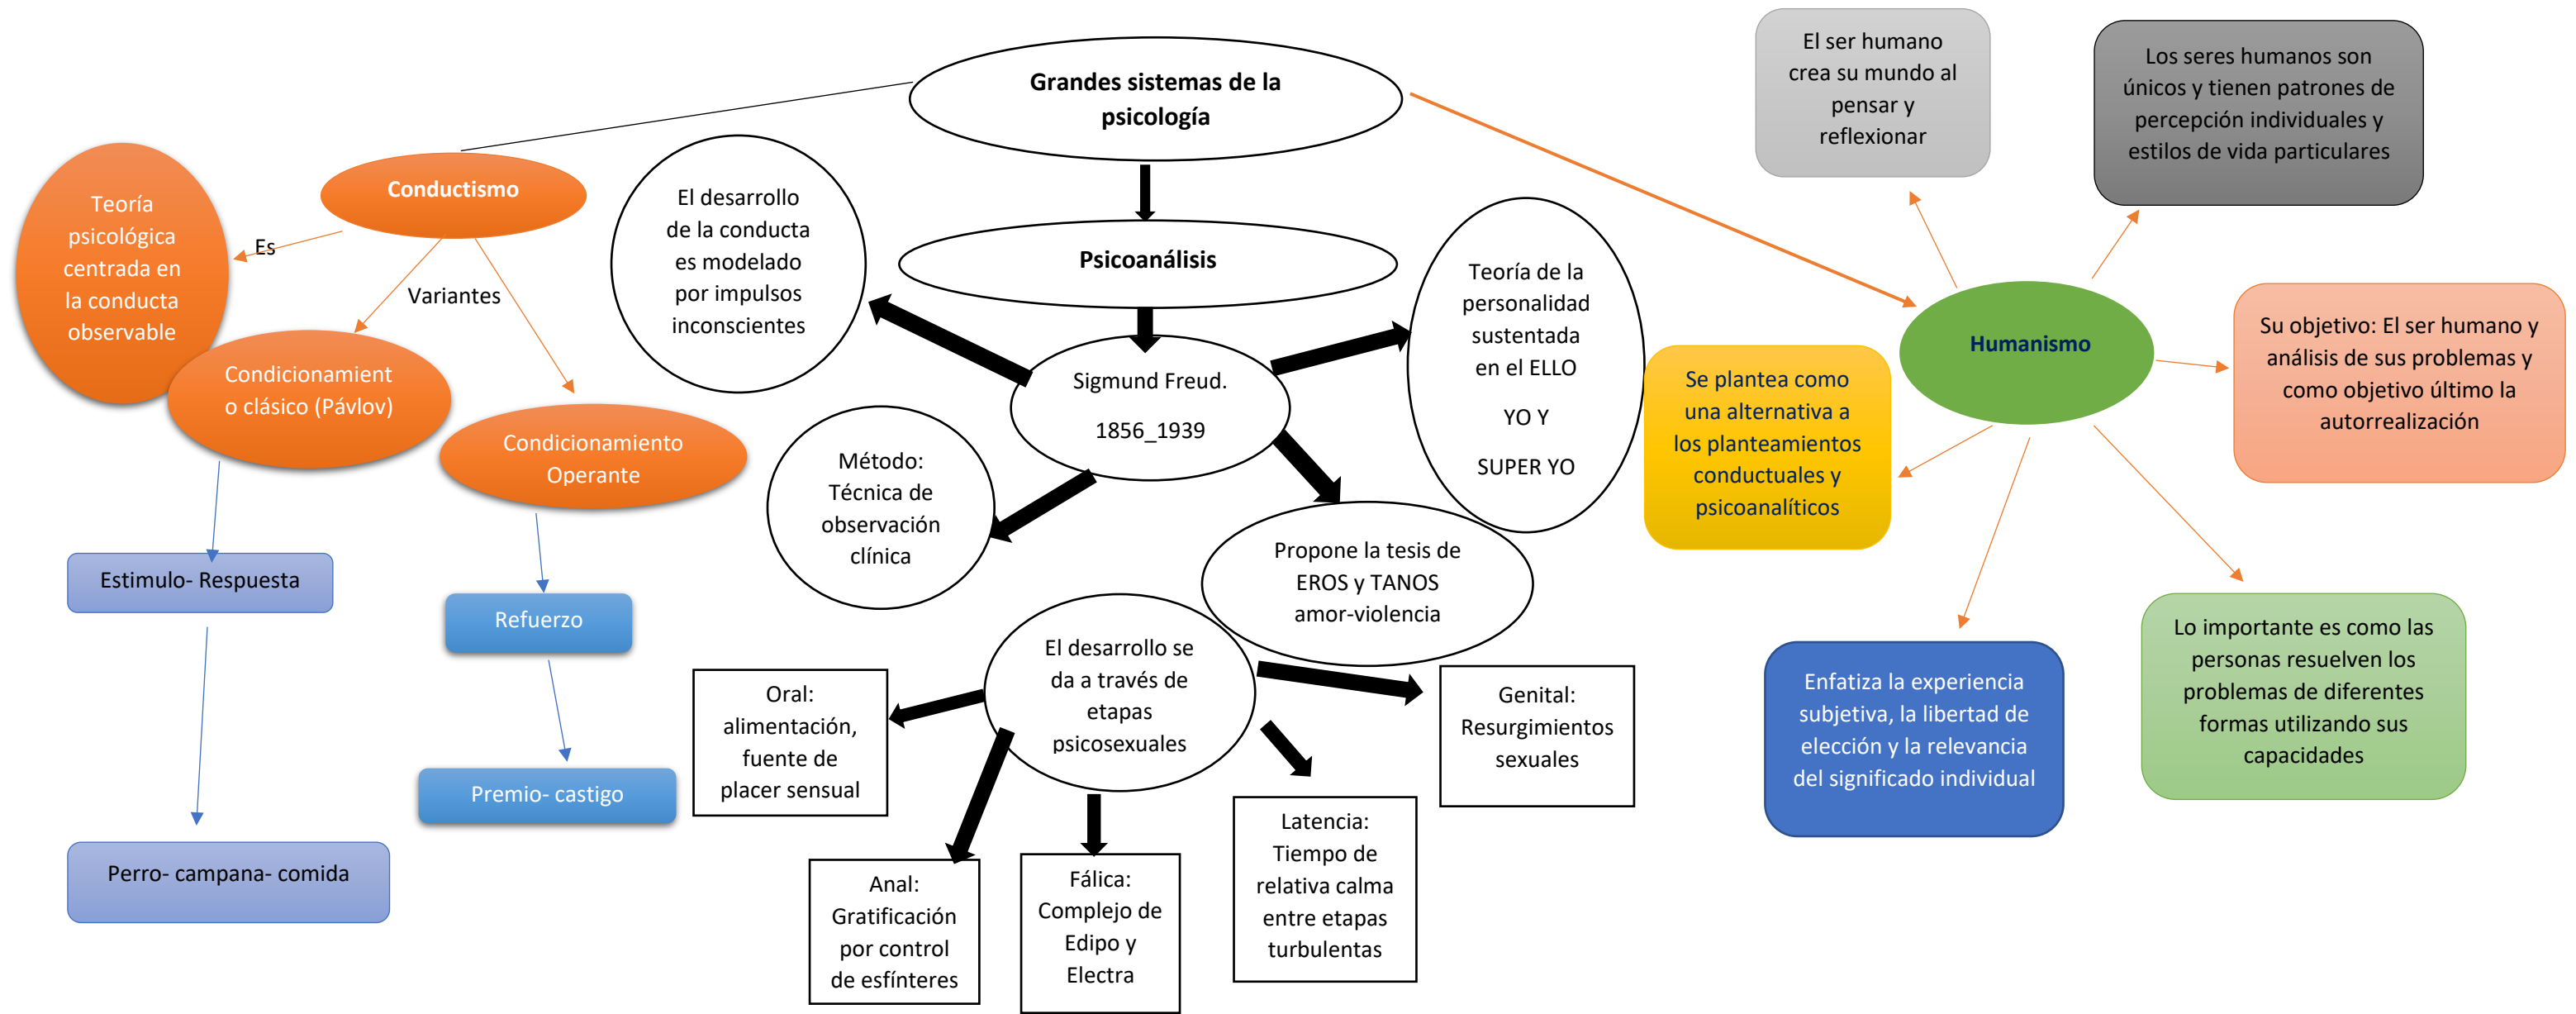 Grandes sistemas de la
psicología
Conductismo
Es
Teoría
psicológica
centrada en
la conducta
observable
Variantes
Condicionamient
o clásico (Pávlov)
Condicionamiento
Operante
Estimulo- Respuesta
Perro- campana- comida
Refuerzo
Premio- castigo
Psicoanálisis
Sigmund Freud.
1856_1939
El desarrollo
de la conducta
es modelado
por impulsos
inconscientes
Método:
Técnica de
observación
clínica
Teoría de la
personalidad
sustentada
en el ELLO
YO Y
SUPER YO
Propone la tesis de
EROS y TANOS
amor-violencia
El desarrollo se
da a través de
etapas
psicosexuales
Oral:
alimentación,
fuente de
placer sensual
Anal:
Gratificación
por control
de esfínteres
Fálica:
Complejo de
Edipo y
Electra
Latencia:
Tiempo de
relativa calma
entre etapas
turbulentas
Genital:
Resurgimientos
sexuales
Humanismo
El ser humano
crea su mundo al
pensar y
reflexionar
Los seres humanos son
únicos y tienen patrones de
percepción individuales y
estilos de vida particulares
Su objetivo: El ser humano y
análisis de sus problemas y
como objetivo último la
autorrealización
Se plantea como
una alternativa a
los planteamientos
conductuales y
psicoanalíticos
Enfatiza la experiencia
subjetiva, la libertad de
elección y la relevancia
del significado individual
Lo importante es como las
personas resuelven los
problemas de diferentes
formas utilizando sus
capacidades